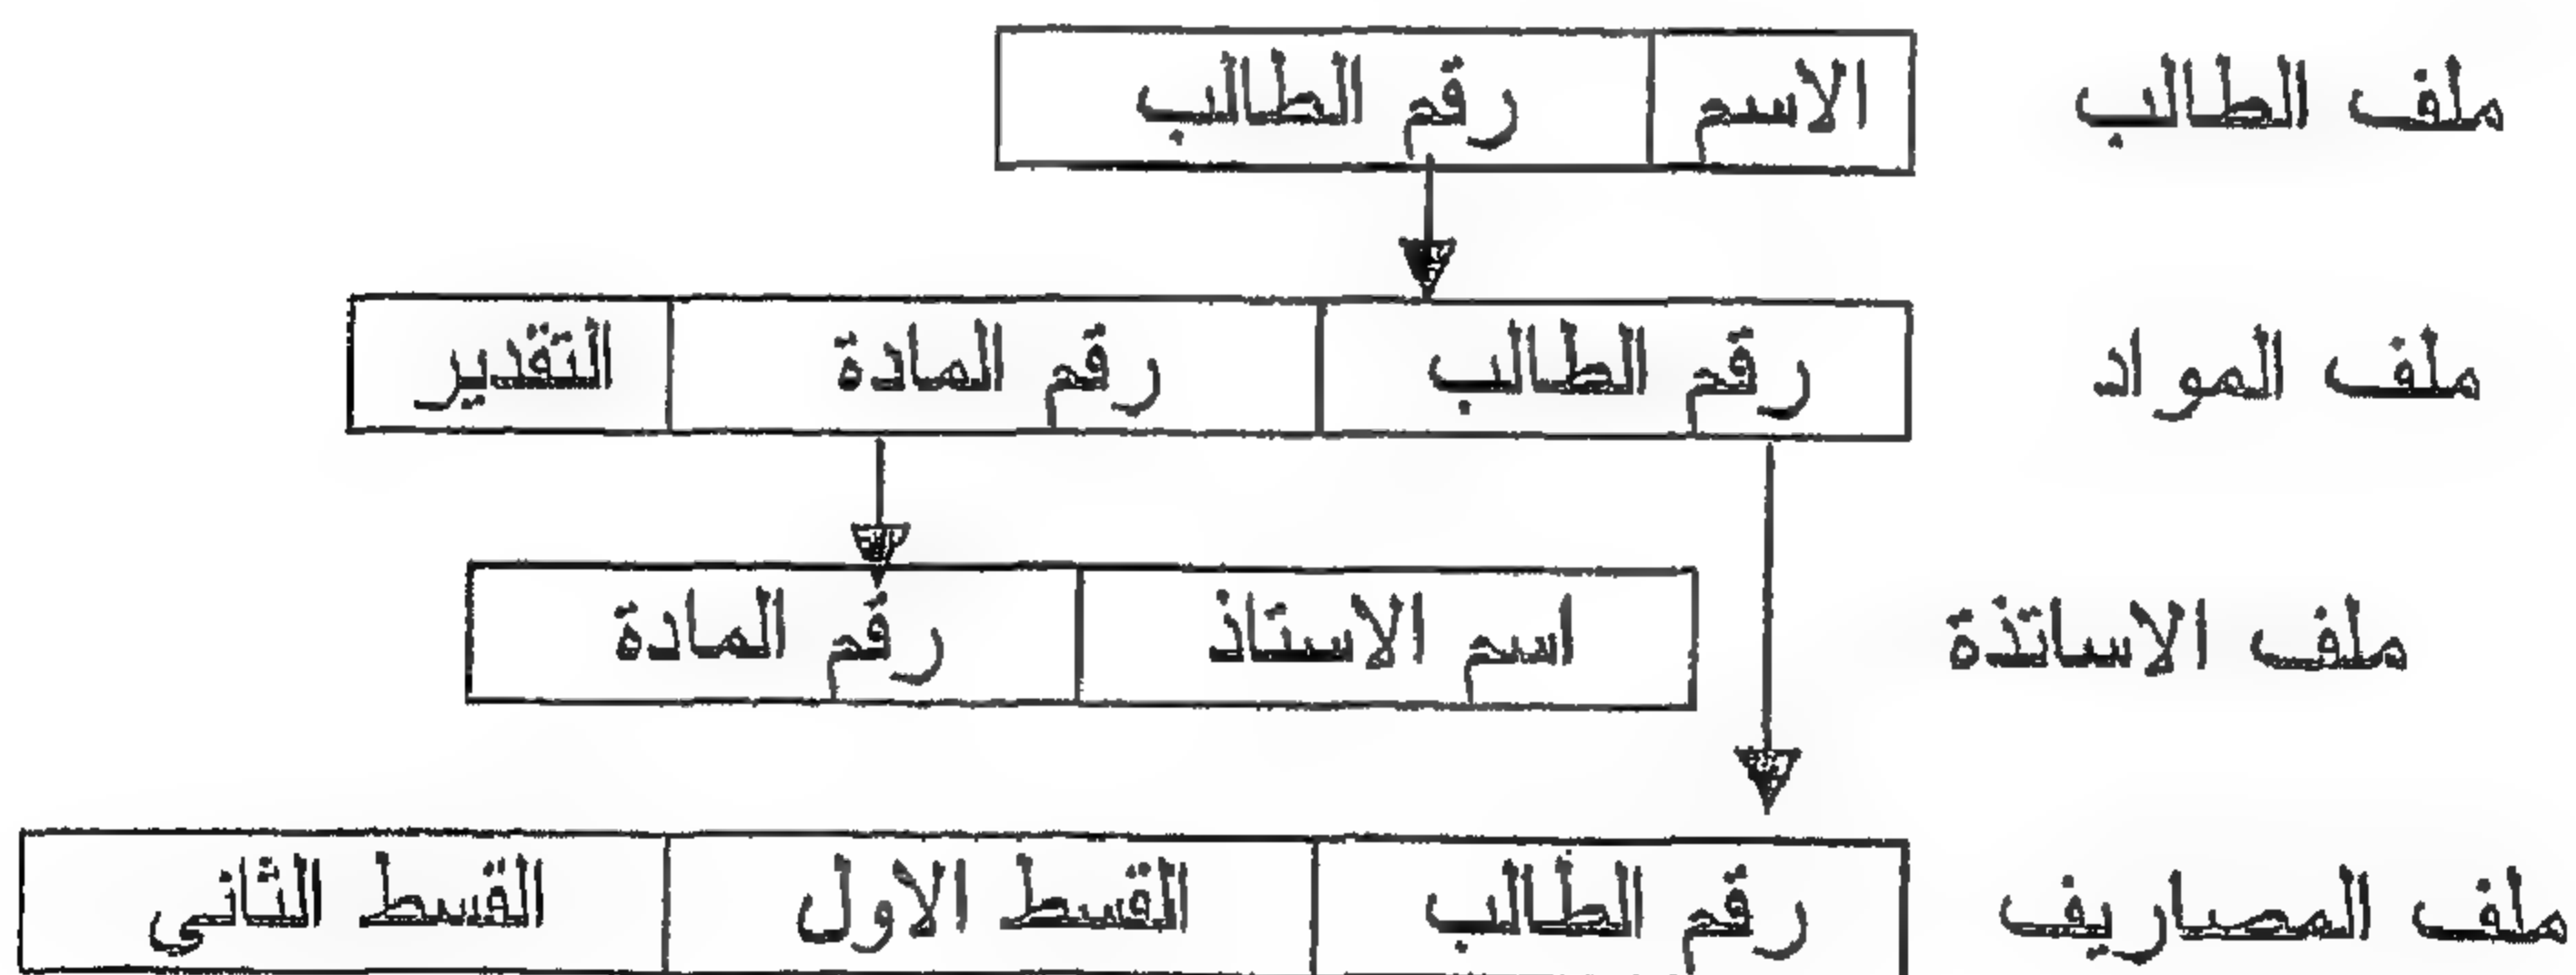 ملف الطالب الاسم رقم الطالب
ملف المواد رقم الطالب رقم المادة التقدير
ملف الاساتذة اسم الاستاذ رقم المادة
ملف المصاريف رقم الطالب القسط الاول القسط الثانى